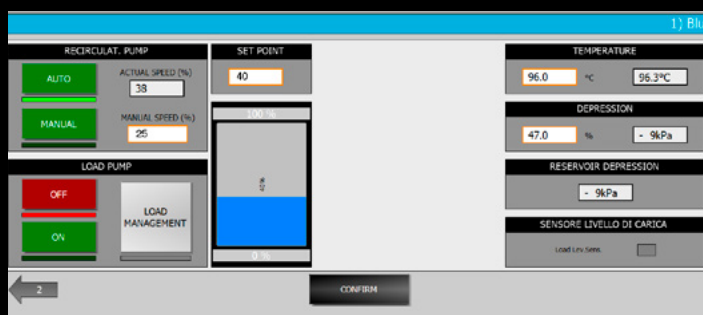 1) Blu
RECIRCULAT. PUMP
AUTO
ACTUAL SPEED (%)
38
MANUAL
MANUAL SPEED (%)
25
LOAD PUMP
OFF
ON
LOAD
MANAGEMENT
SET POINT
40
100 %
40%
0 %
TEMPERATURE
96.0 °C 96.3°C
DEPRESSION
47.0 % - 9kPa
RESERVOIR DEPRESSION
- 9kPa
SENSORE LIVELLO DI CARICA
Load Lev.Sens.
2
CONFIRM